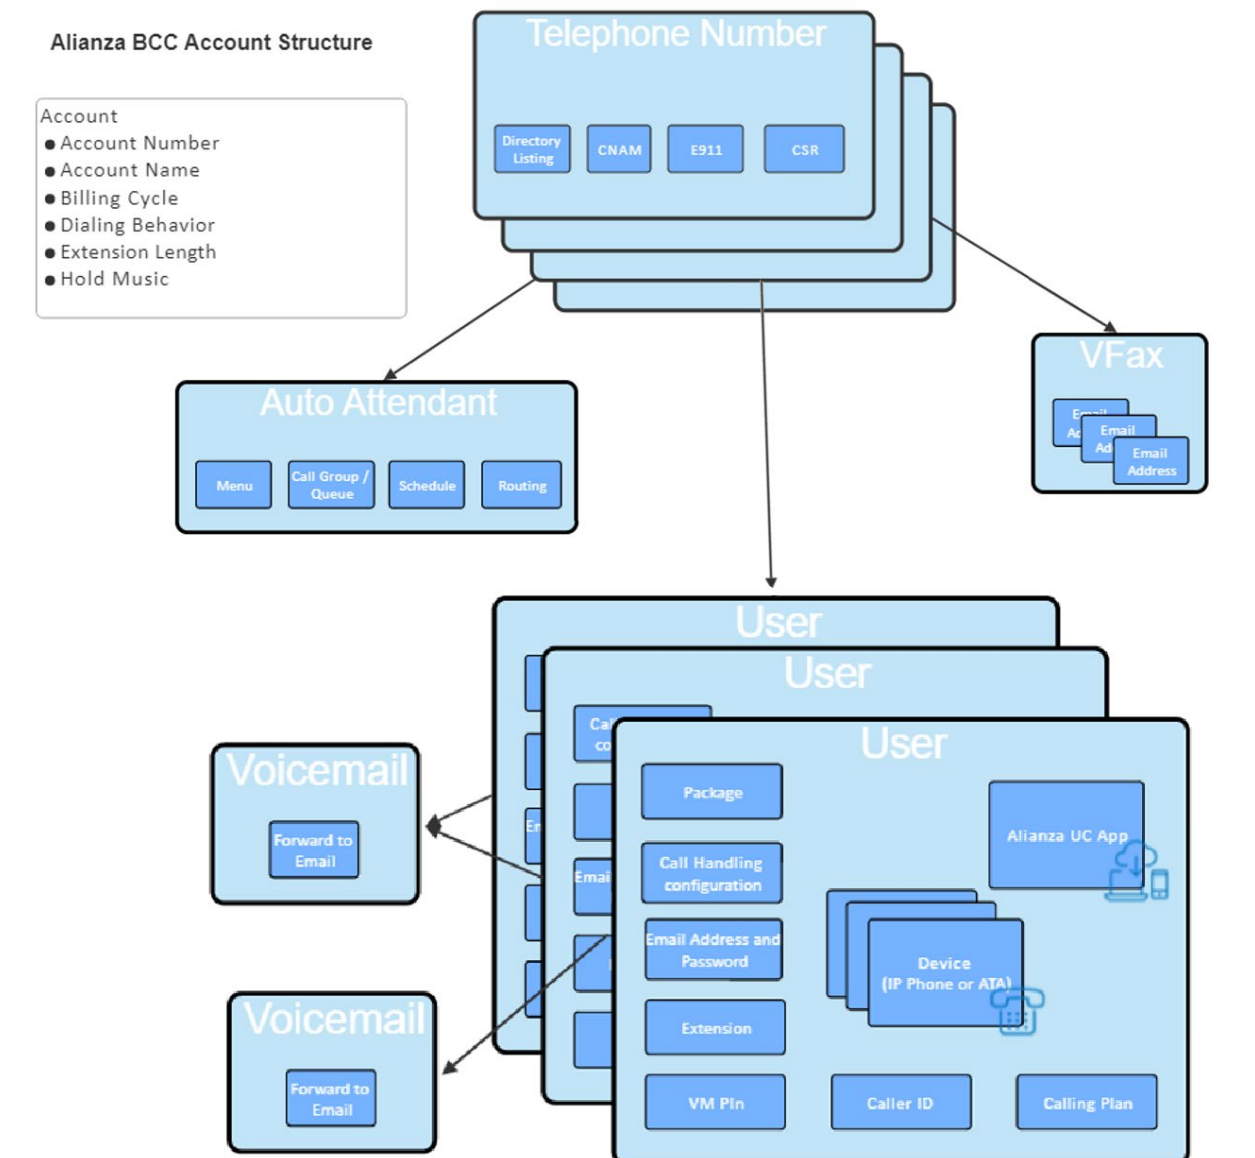 Alianza BCC Account Structure
Account
● Account Number
● Account Name
● Billing Cycle
● Dialing Behavior
● Extension Length
● Hold Music
Telephone Number
Directory
Listing
CNAM
E911
CSR
VFax
Email
Email
Email
Address
Auto Attendant
Menu
Call Group /
Queue
Schedule
Routing
User
User
User
Package
Call Handling
configuration
Email Address and
Password
Extension
VM PIn
Alianza UC App
Device
(IP Phone or ATA)
Caller ID
Calling Plan
Voicemail
Forward to
Email
Voicemail
Forward to
Email